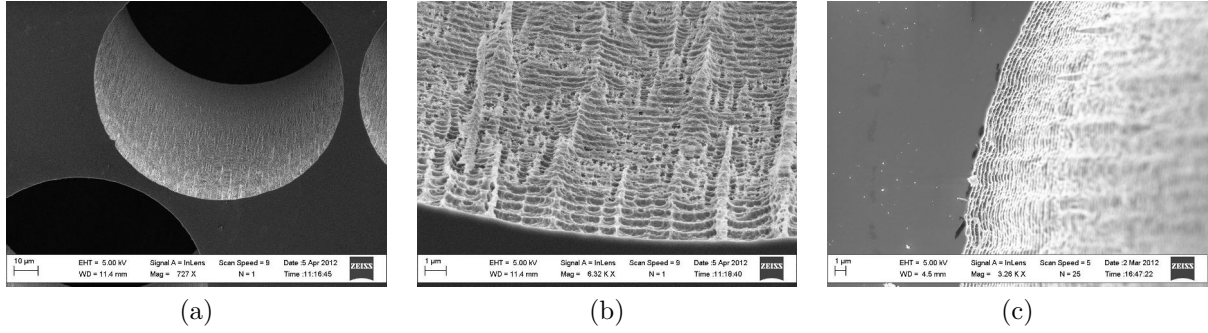 10 µm
EHT = 5.00 kV Signal A = InLens Scan Speed = 9 Date :5 Apr 2012
WD = 11.4 mm Mag = 727 X N = 1 Time :11:16:45
ZEISS
1 µm
EHT = 5.00 kV Signal A = InLens Scan Speed = 9 Date :5 Apr 2012
WD = 11.4 mm Mag = 6.32 K X N = 1 Time :11:18:40
ZEISS
1 µm
EHT = 5.00 kV Signal A = InLens Scan Speed = 5 Date :2 Mar 2012
WD = 4.5 mm Mag = 3.26 K X N = 25 Time :16:47:22
ZEISS
(a)
(b)
(c)